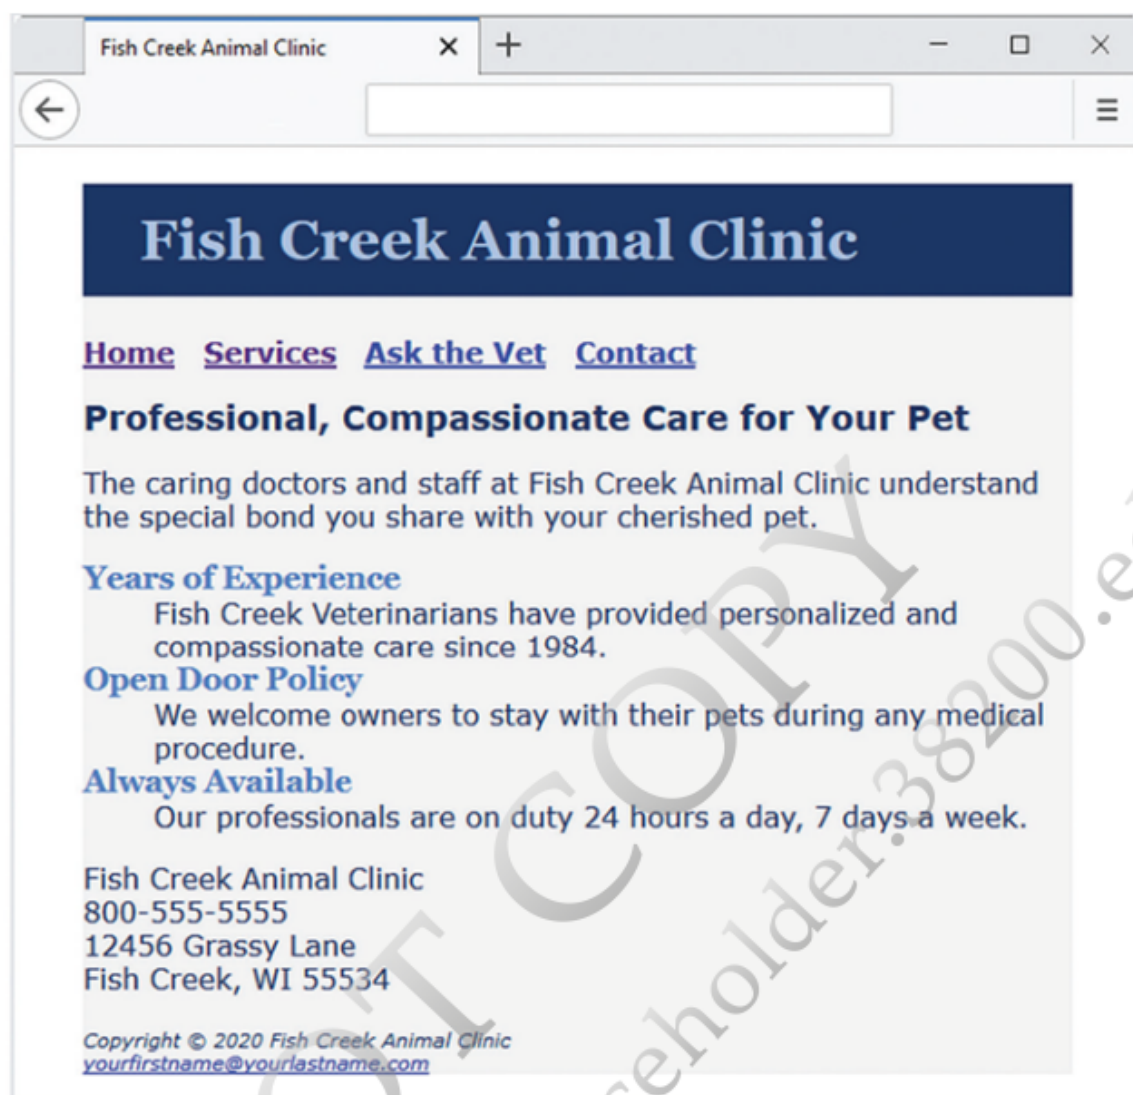 Fish Creek Animal Clinic
Fish Creek Animal Clinic
Home Services Ask the Vet Contact
Professional, Compassionate Care for Your Pet
The caring doctors and staff at Fish Creek Animal Clinic understand
the special bond you share with your cherished pet.
Years of Experience
Fish Creek Veterinarians have provided personalized and
compassionate care since 1984.
Open Door Policy
We welcome owners to stay with their pets during any medical
procedure.
Always Available
Our professionals are on duty 24 hours a day, 7 days a week.
Fish Creek Animal Clinic
800-555-5555
12456 Grassy Lane
Fish Creek, WI 55534
Copyright © 2020 Fish Creek Animal Clinic
yourfirstname@yourlastname.com
COPY